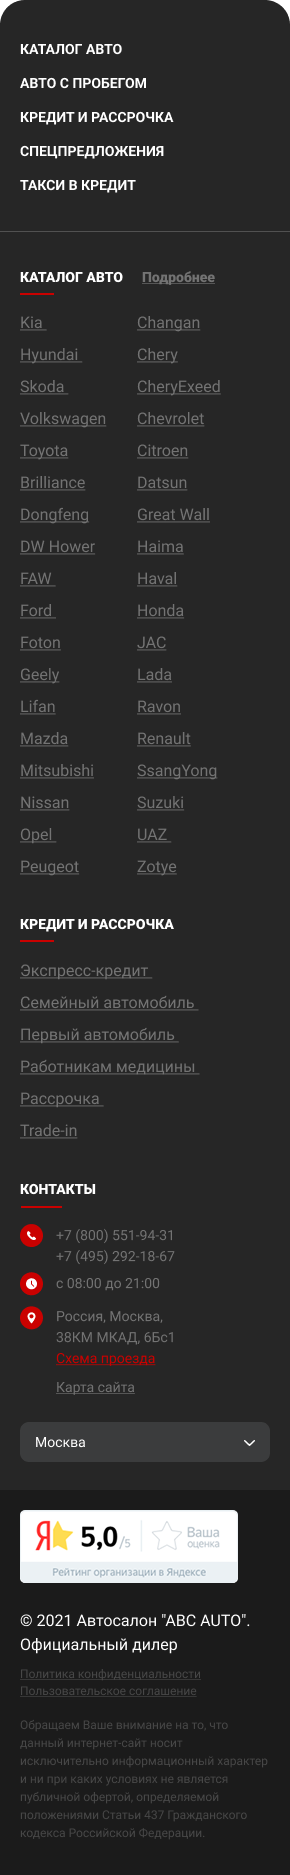 КАТАЛОГ АВТО
АВТО С ПРОБЕГОМ
КРЕДИТ И РАССРОЧКА
СПЕЦПРЕДЛОЖЕНИЯ
ТАКСИ В КРЕДИТ
КАТАЛОГ АВТО Подробнее
Kia Changan
Hyundai Chery
Skoda CheryExeed
Volkswagen Chevrolet
Toyota Citroen
Brilliance Datsun
Dongfeng Great Wall
DW Hower Haima
FAW Haval
Ford Honda
Foton JAC
Geely Lada
Lifan Ravon
Mazda Renault
Mitsubishi SsangYong
Nissan Suzuki
Opel UAZ
Peugeot Zotye
КРЕДИТ И РАССРОЧКА
Экспресс-кредит
Семейный автомобиль
Первый автомобиль
Работникам медицины
Рассрочка
Trade-in
КОНТАКТЫ
+7 (800) 551-94-31
+7 (495) 292-18-67
с 08:00 до 21:00
Россия, Москва,
38КМ МКАД, 6Бс1
Схема проезда
Карта сайта
Москва
Я 5,0/5 Ваша оценка
Рейтинг организации в Яндексе
© 2021 Автосалон "ABC AUTO".
Официальный дилер
Политика конфиденциальности
Пользовательское соглашение
Обращаем Ваше внимание на то, что
данный интернет-сайт носит
исключительно информационный характер
и ни при каких условиях не является
публичной офертой, определяемой
положениями Статьи 437 Гражданского
кодекса Российской Федерации.